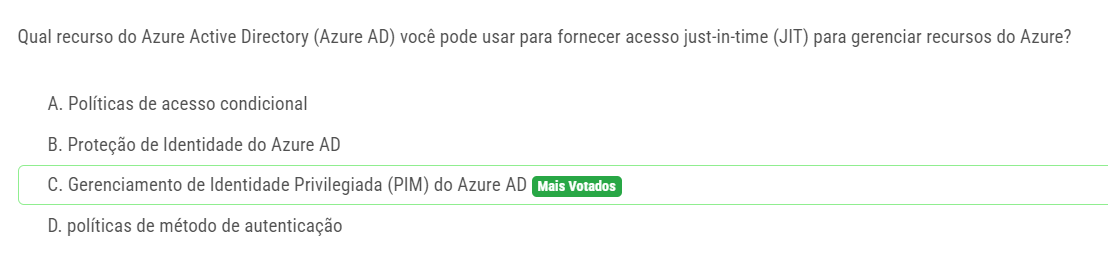 Qual recurso do Azure Active Directory (Azure AD) você pode usar para fornecer acesso just-in-time (JIT) para gerenciar recursos do Azure?
A. Políticas de acesso condicional
B. Proteção de Identidade do Azure AD
C. Gerenciamento de Identidade Privilegiada (PIM) do Azure AD Mais Votados
D. políticas de método de autenticação